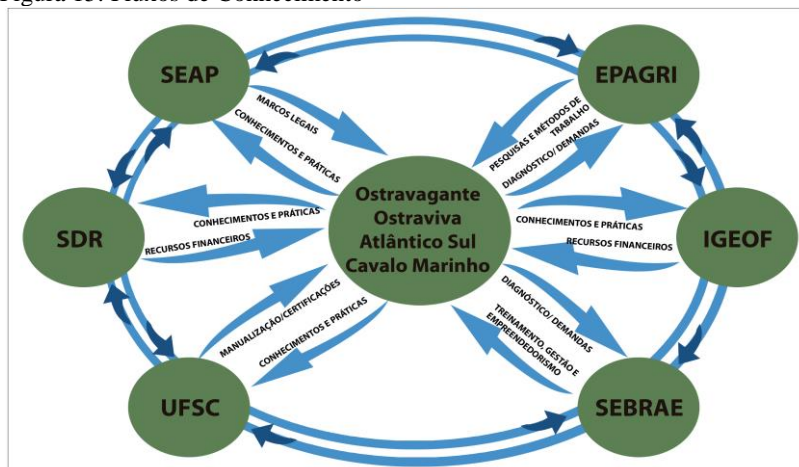 Figura 15: Fluxos de Conhecimento
SEAP
EPAGRI
MARCOS LEGAIS
CONHECIMENTOS E PRÁTICAS
PESQUISAS E MÉTODOS DE
TRABALHO
DIAGNÓSTICO/ DEMANDAS
SDR
CONHECIMENTOS E PRÁTICAS
RECURSOS FINANCEIROS
Ostravagante
Ostraviva
Atlântico Sul
Cavalo Marinho
CONHECIMENTOS E PRÁTICAS
RECURSOS FINANCEIROS
IGEOF
MANUALIZAÇÃO/CERTIFICAÇÕES
CONHECIMENTOS E PRÁTICAS
DIAGNÓSTICO/ DEMANDAS
TREINAMENTO, GESTÃO E
EMPREENDEDORISMO
UFSC
SEBRAE